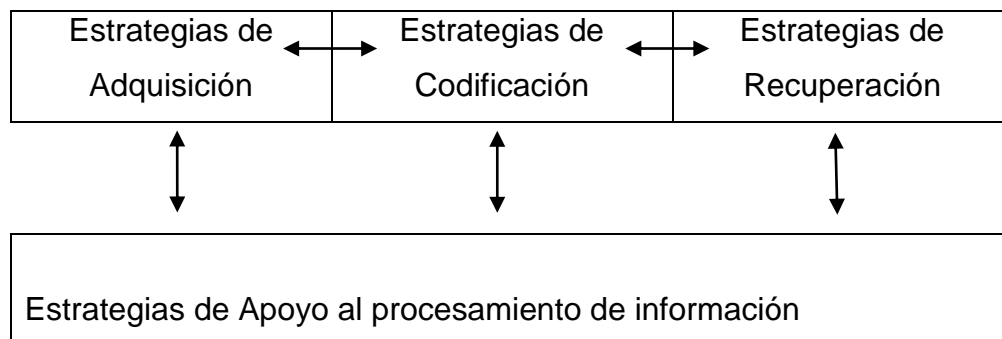 Estrategias de
Adquisición
Estrategias de
Codificación
Estrategias de
Recuperación
Estrategias de Apoyo al procesamiento de información